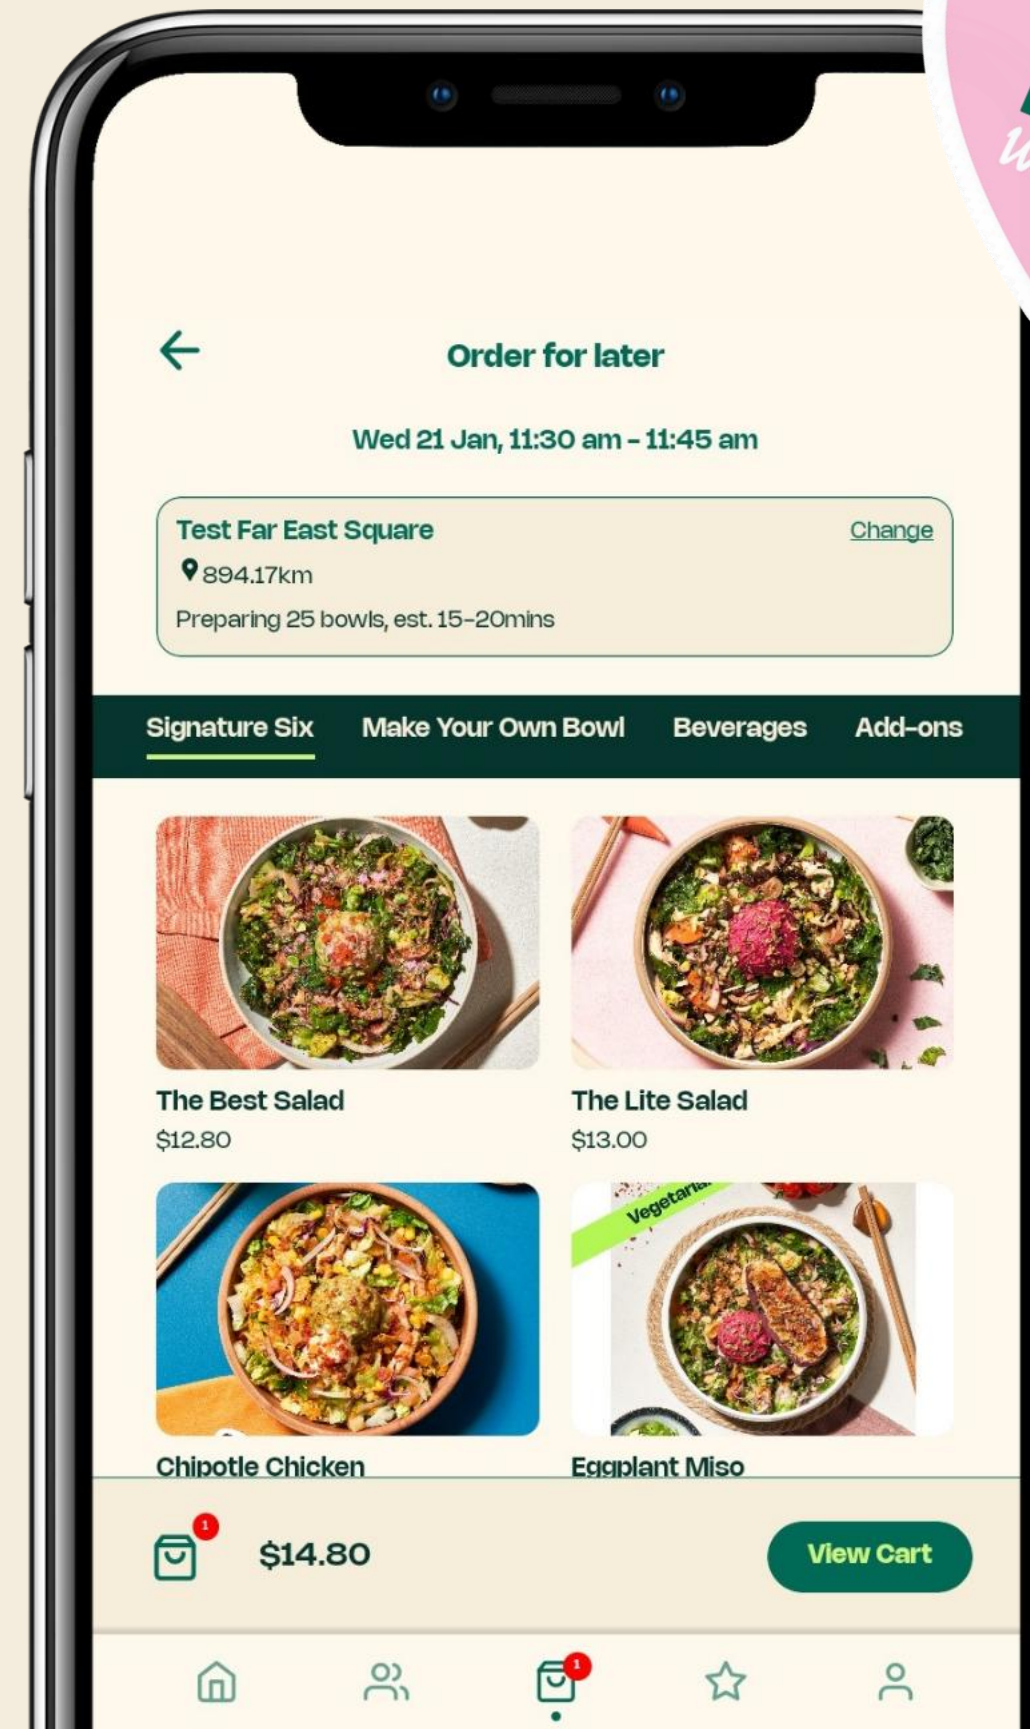 Order for later
Wed 21 Jan, 11:30 am - 11:45 am
Test Far East Square
Change
894.17km
Preparing 25 bowls, est. 15-20mins
Signature Six Make Your Own Bowl Beverages Add-ons
The Best Salad
$12.80
The Lite Salad
$13.00
Chipotle Chicken
Eggplant Miso
1
$14.80
View Cart
1